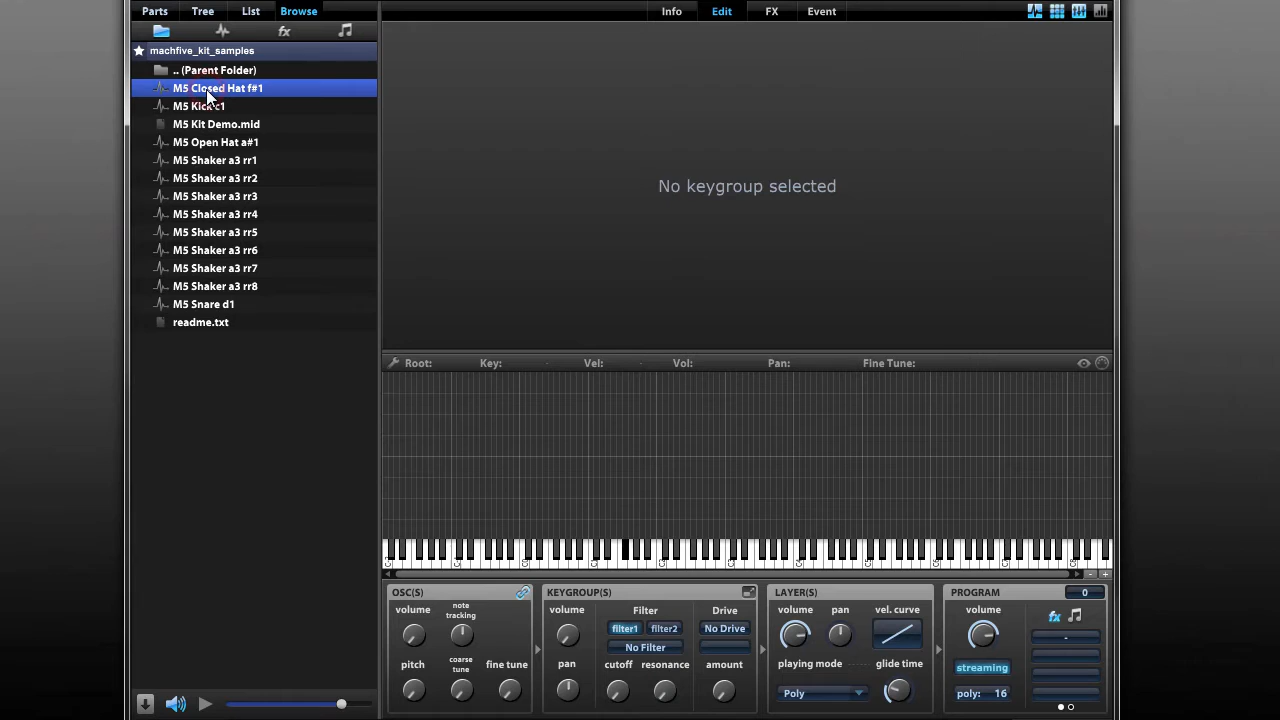 Parts Tree List Browse Info Edit FX Event
machfive_kit_samples
.. (Parent Folder)
M5 Closed Hat f#1
M5 Kick c1
M5 Kit Demo.mid
M5 Open Hat a#1
M5 Shaker a3 rr1
M5 Shaker a3 rr2
M5 Shaker a3 rr3
M5 Shaker a3 rr4
M5 Shaker a3 rr5
M5 Shaker a3 rr6
M5 Shaker a3 rr7
M5 Shaker a3 rr8
M5 Snare d1
readme.txt
No keygroup selected
Root: Key: - Vel: - Vol: Pan: Fine Tune:
OSC(S)
volume
note tracking
pitch
coarse tune
fine tune
KEYGROUP(S)
volume
Filter
Drive
filter1 filter2
No Drive
No Filter
pan
cutoff resonance
amount
LAYER(S)
volume pan vel. curve
playing mode
glide time
Poly
PROGRAM 0
volume
fx
-
streaming
poly: 16